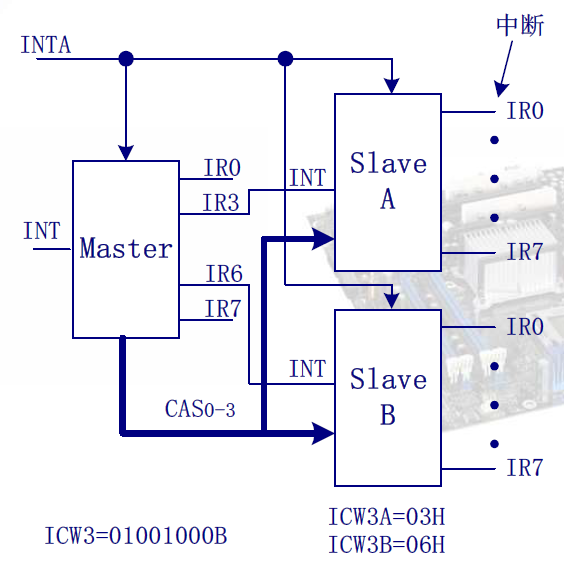 中断
INTA
IR0
Slave
A
INT
IR0
IR3
IR7
INT
Master
IR6
IR7
IR0
Slave
B
INT
CAS0-3
IR7
ICW3=01001000B
ICW3A=03H
ICW3B=06H